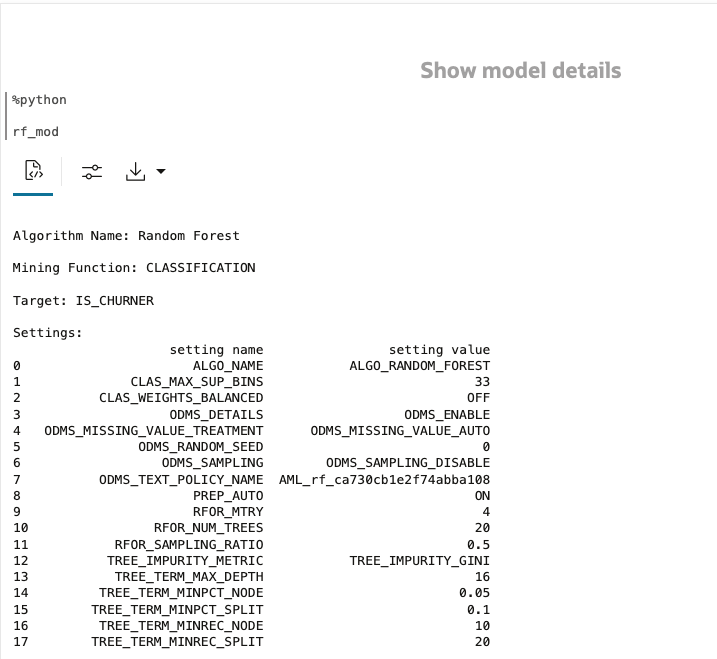 Show model details
%python
rf_mod
Algorithm Name: Random Forest
Mining Function: CLASSIFICATION
Target: IS_CHURNER
Settings:
setting name setting value
0 ALGO_NAME ALGO_RANDOM_FOREST
1 CLAS_MAX_SUP_BINS 33
2 CLAS_WEIGHTS_BALANCED OFF
3 ODMS_DETAILS ODMS_ENABLE
4 ODMS_MISSING_VALUE_TREATMENT ODMS_MISSING_VALUE_AUTO
5 ODMS_RANDOM_SEED 0
6 ODMS_SAMPLING ODMS_SAMPLING_DISABLE
7 ODMS_TEXT_POLICY_NAME AML_rf_ca730cb1e2f74abba108
8 PREP_AUTO ON
9 RFOR_MTRY 4
10 RFOR_NUM_TREES 20
11 RFOR_SAMPLING_RATIO 0.5
12 TREE_IMPURITY_METRIC TREE_IMPURITY_GINI
13 TREE_TERM_MAX_DEPTH 16
14 TREE_TERM_MINPCT_NODE 0.05
15 TREE_TERM_MINPCT_SPLIT 0.1
16 TREE_TERM_MINREC_NODE 10
17 TREE_TERM_MINREC_SPLIT 20